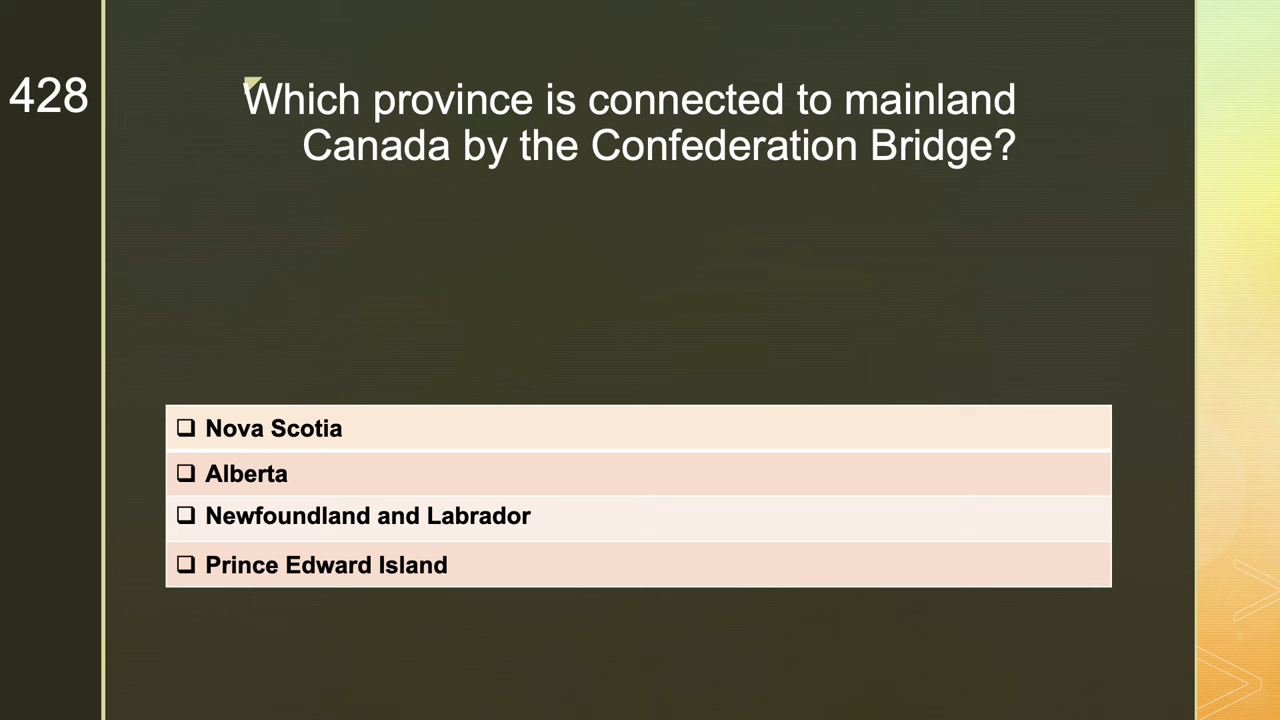 428
Which province is connected to mainland
Canada by the Confederation Bridge?
❑ Nova Scotia
❑ Alberta
❑ Newfoundland and Labrador
❑ Prince Edward Island